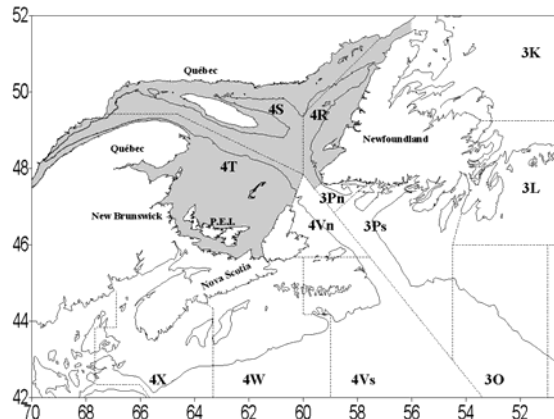 52
Québec
3K
50
4S
4R
Newfoundland
48
Québec
4T
3L
3Pn
New Brunswick
P.E.I.
4Vn
3Ps
46
Nova Scotia
44
4X
4W
4Vs
3O
42
70
68
66
64
62
60
58
56
54
52